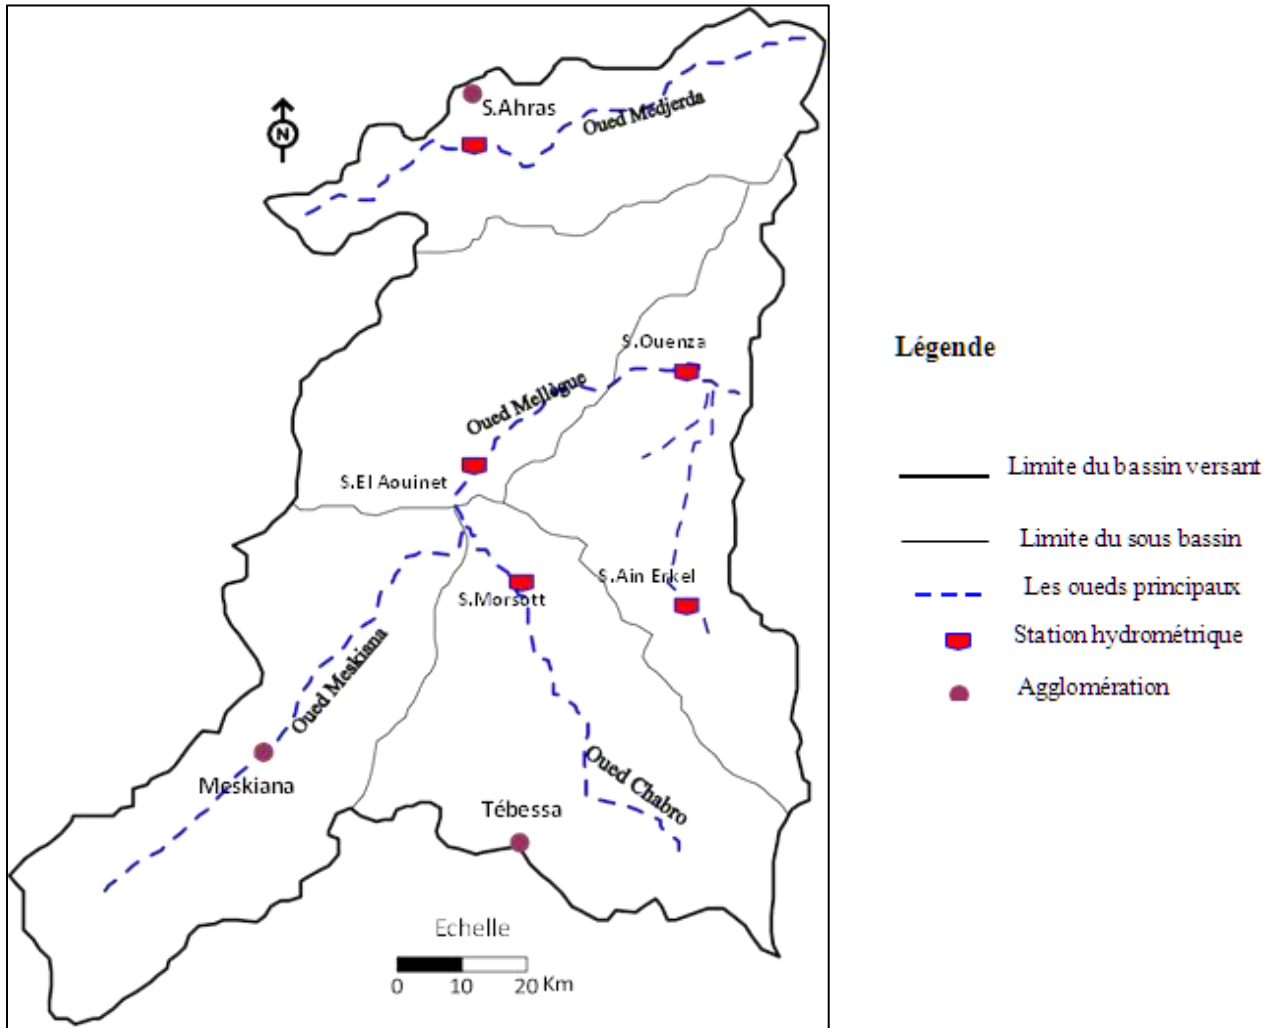 S.Ahras
Oued Medjerda
N
S.Ouenza
Oued Mellègue
S.El Aouinet
S.Ain Erkel
S.Morsott
Oued Meskiana
Meskiana
Oued Chabro
Tébessa
Echelle
0 10 20 Km
Légende
Limite du bassin versant
Limite du sous bassin
Les oueds principaux
Station hydrométrique
Agglomération